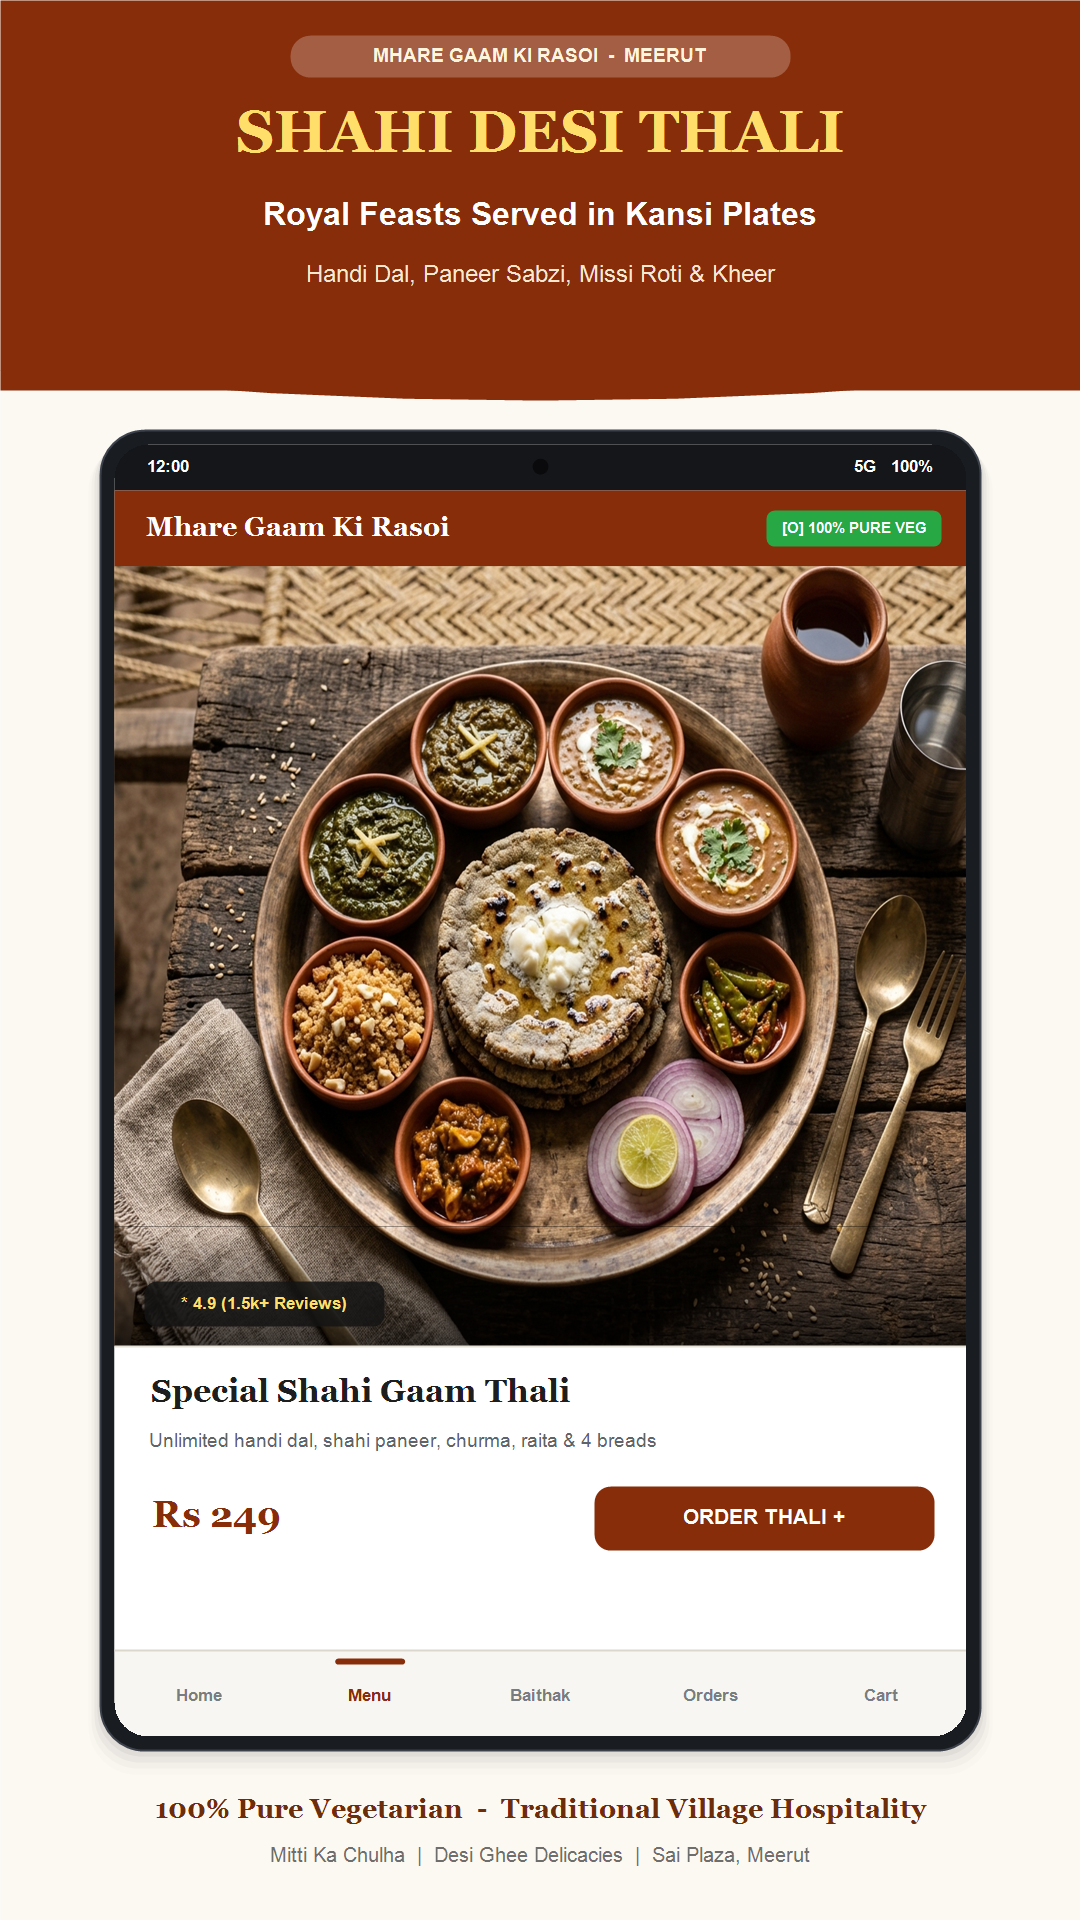 MHARE GAAM KI RASOI - MEERUT
SHAHI DESI THALI
Royal Feasts Served in Kansi Plates
Handi Dal, Paneer Sabzi, Missi Roti & Kheer
12:00 5G 100%
Mhare Gaam Ki Rasoi [O] 100% PURE VEG
* 4.9 (1.5k+ Reviews)
Special Shahi Gaam Thali
Unlimited handi dal, shahi paneer, churma, raita & 4 breads
Rs 249 ORDER THALI +
Home Menu Baithak Orders Cart
100% Pure Vegetarian - Traditional Village Hospitality
Mitti Ka Chulha | Desi Ghee Delicacies | Sai Plaza, Meerut